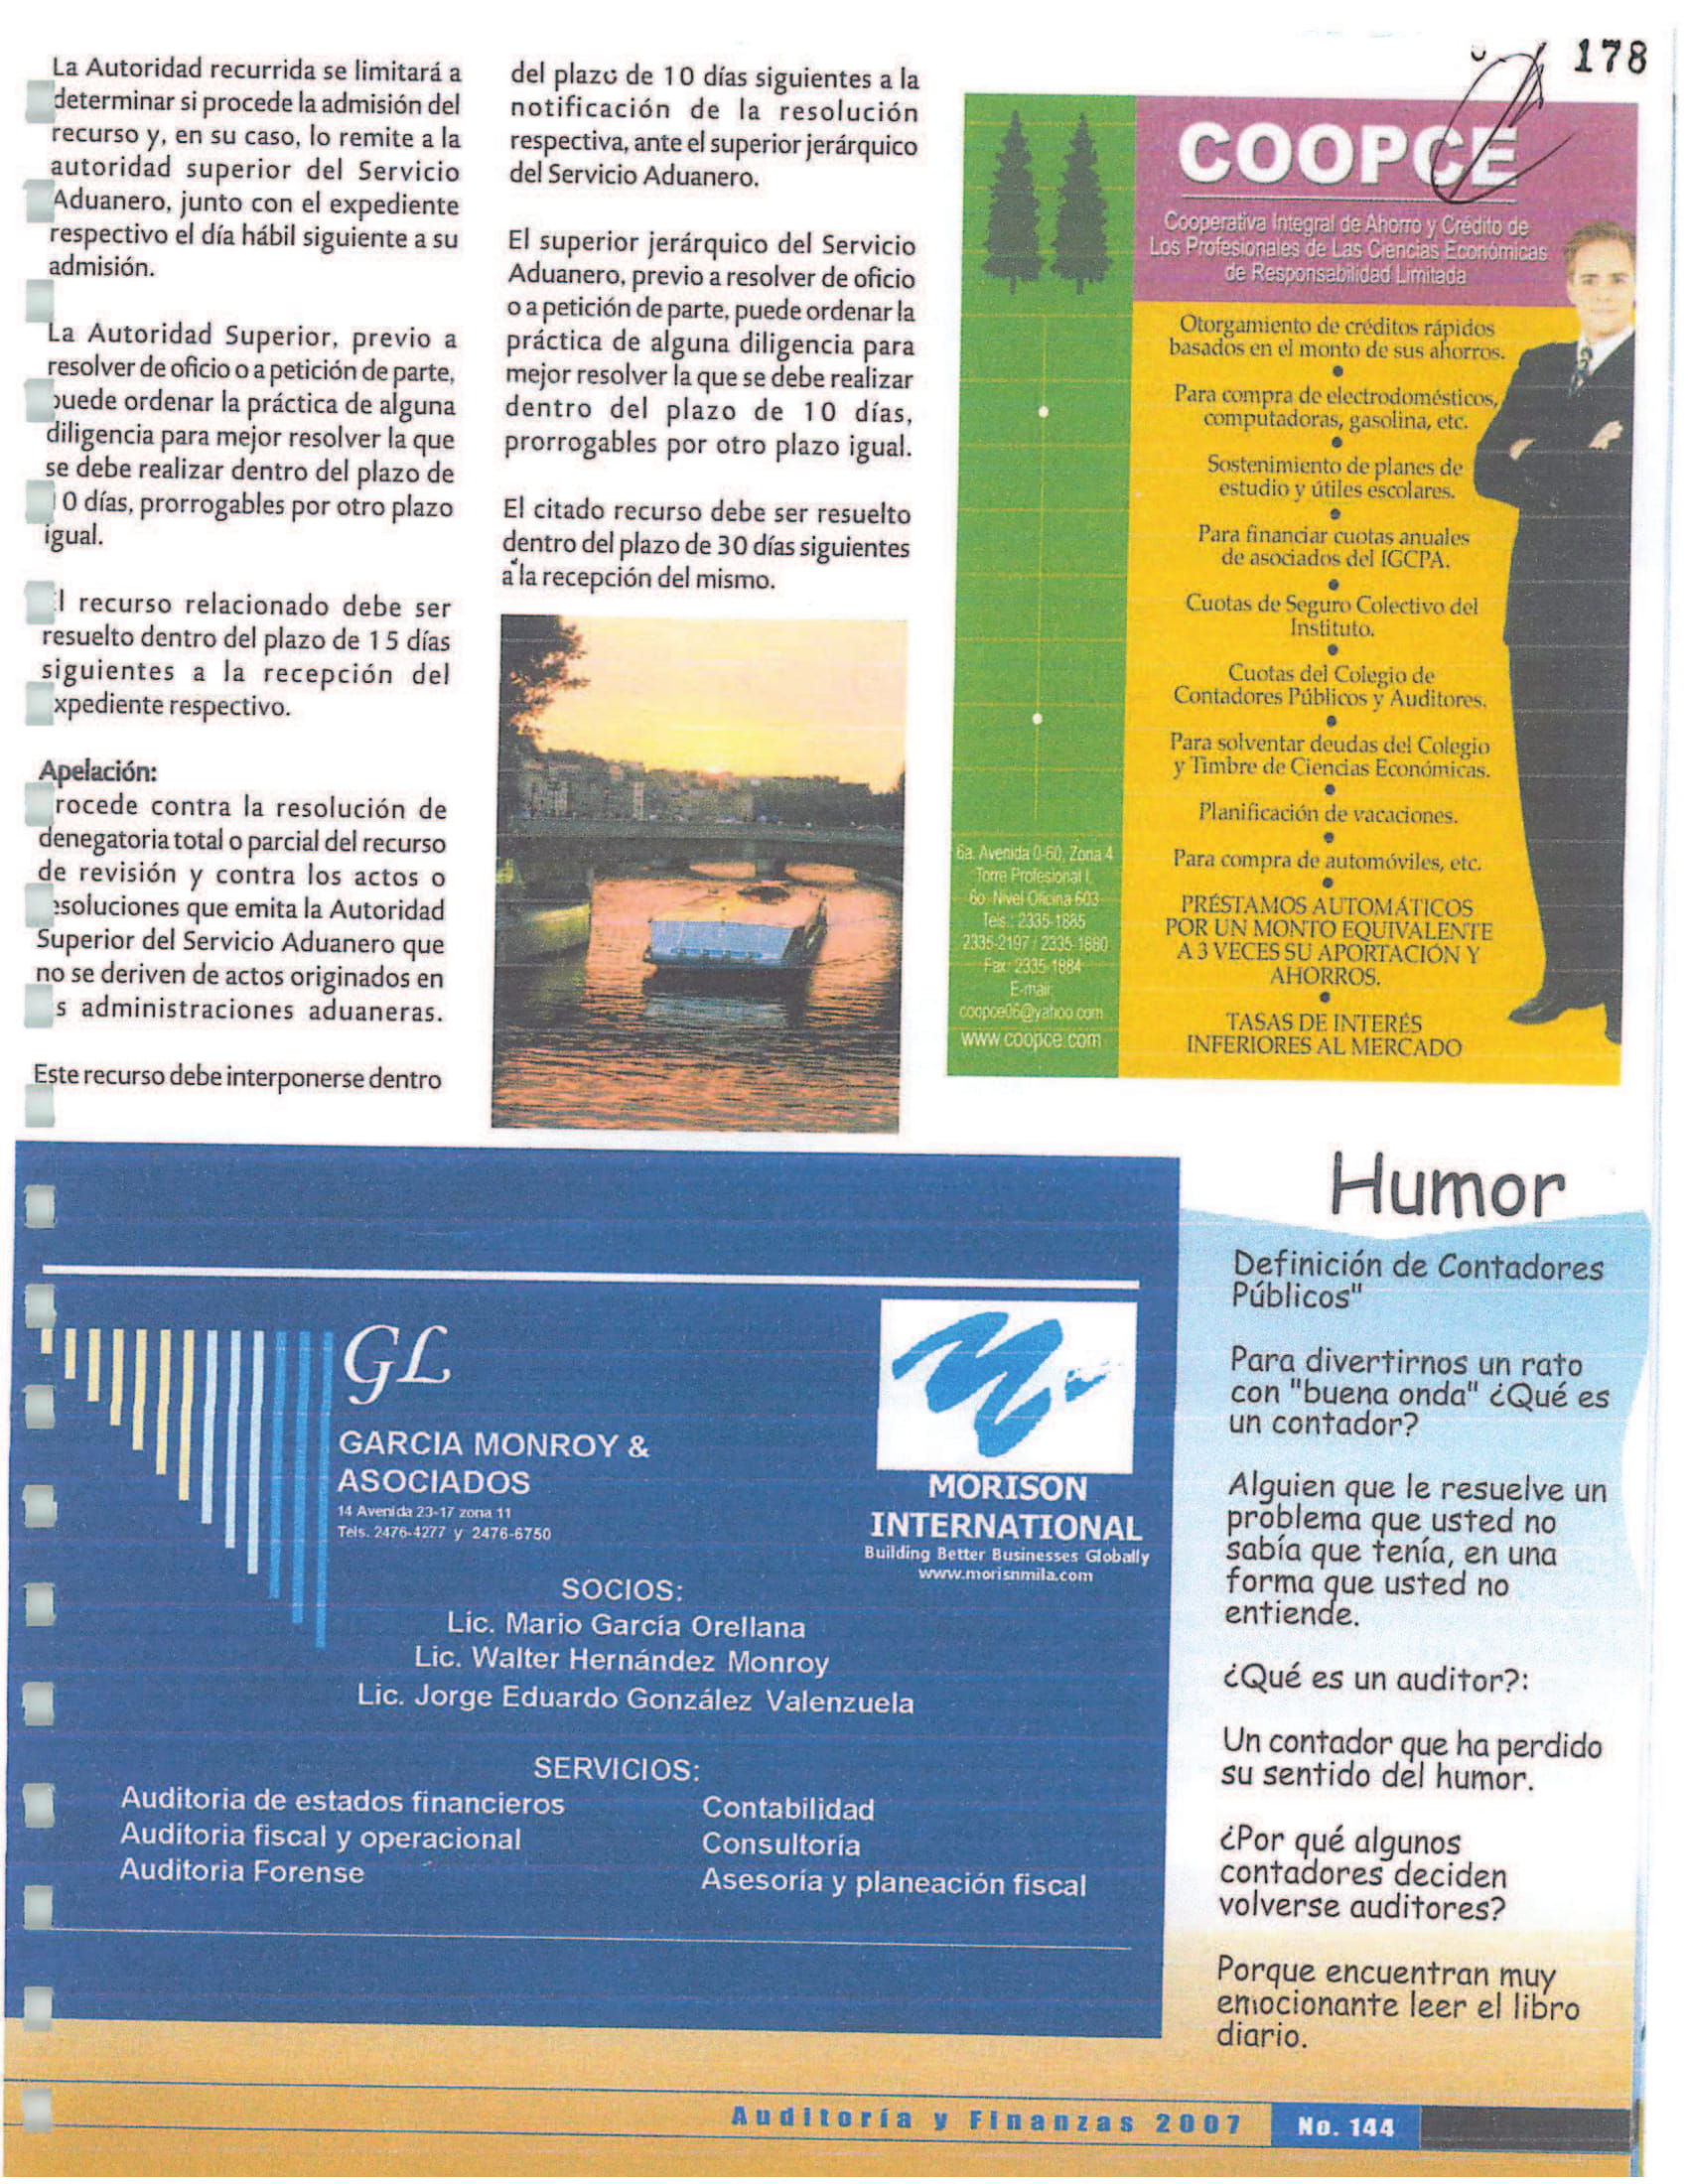 178
La Autoridad recurrida se limitará a
determinar si procede la admisión del
recurso y, en su caso, lo remite a la
autoridad superior del Servicio
Aduanero, junto con el expediente
respectivo el día hábil siguiente a su
admisión.
La Autoridad Superior, previo a
resolver de oficio o a petición de parte,
puede ordenar la práctica de alguna
diligencia para mejor resolver la que
se debe realizar dentro del plazo de
10 días, prorrogables por otro plazo
igual.
El recurso relacionado debe ser
resuelto dentro del plazo de 15 días
siguientes a la recepción del
expediente respectivo.
Apelación:
Procede contra la resolución de
denegatoria total o parcial del recurso
de revisión y contra los actos o
resoluciones que emita la Autoridad
Superior del Servicio Aduanero que
no se deriven de actos originados en
s administraciones aduaneras.
Este recurso debe interponerse dentro
del plazo de 10 días siguientes a la
notificación de la resolución
respectiva, ante el superior jerárquico
del Servicio Aduanero.
El superior jerárquico del Servicio
Aduanero, previo a resolver de oficio
o a petición de parte, puede ordenar la
práctica de alguna diligencia para
mejor resolver la que se debe realizar
dentro del plazo de 10 días,
prorrogables por otro plazo igual.
El citado recurso debe ser resuelto
dentro del plazo de 30 días siguientes
a la recepción del mismo.
COOPCE
Cooperativa Integral de Ahorro y Crédito de
Los Profesionales de Las Ciencias Económicas
de Responsabilidad Limitada
Otorgamiento de créditos rápidos
basados en el monto de sus ahorros.
Para compra de electrodomésticos,
computadoras, gasolina, etc.
Sostenimiento de planes de
estudio y útiles escolares.
Para financiar cuotas anuales
de asociados del IGCPA.
Cuotas de Seguro Colectivo del
Instituto.
Cuotas del Colegio de
Contadores Públicos y Auditores.
Para solventar deudas del Colegio
y Timbre de Ciencias Económicas.
Planificación de vacaciones.
Para compra de automóviles, etc.
PRÉSTAMOS AUTOMÁTICOS
POR UN MONTO EQUIVALENTE
A 3 VECES SU APORTACIÓN Y
AHORROS.
TASAS DE INTERÉS
INFERIORES AL MERCADO
6a. Avenida 0-60, Zona 4
Torre Profesional I,
6o. Nivel Oficina 603
Tels.: 2335-1885
2335-2197 / 2335-1880
Fax: 2335-1884
E-mail:
coopce06@yahoo.com
www.coopce.com
GL
GARCIA MONROY &
ASOCIADOS
14 Avenida 23-17 zona 11
Tels. 2476-4277 y 2476-6750
MORISON
INTERNATIONAL
Building Better Businesses Globally
www.morisnmila.com
SOCIOS:
Lic. Mario García Orellana
Lic. Walter Hernández Monroy
Lic. Jorge Eduardo González Valenzuela
SERVICIOS:
Auditoria de estados financieros
Auditoria fiscal y operacional
Auditoria Forense
Contabilidad
Consultoría
Asesoría y planeación fiscal
Humor
Definición de Contadores
Públicos"
Para divertirnos un rato
con "buena onda" ¿Qué es
un contador?
Alguien que le resuelve un
problema que usted no
sabía que tenía, en una
forma que usted no
entiende.
¿Qué es un auditor?:
Un contador que ha perdido
su sentido del humor.
¿Por qué algunos
contadores deciden
volverse auditores?
Porque encuentran muy
emocionante leer el libro
diario.
Auditoría y Finanzas 2007
No. 144